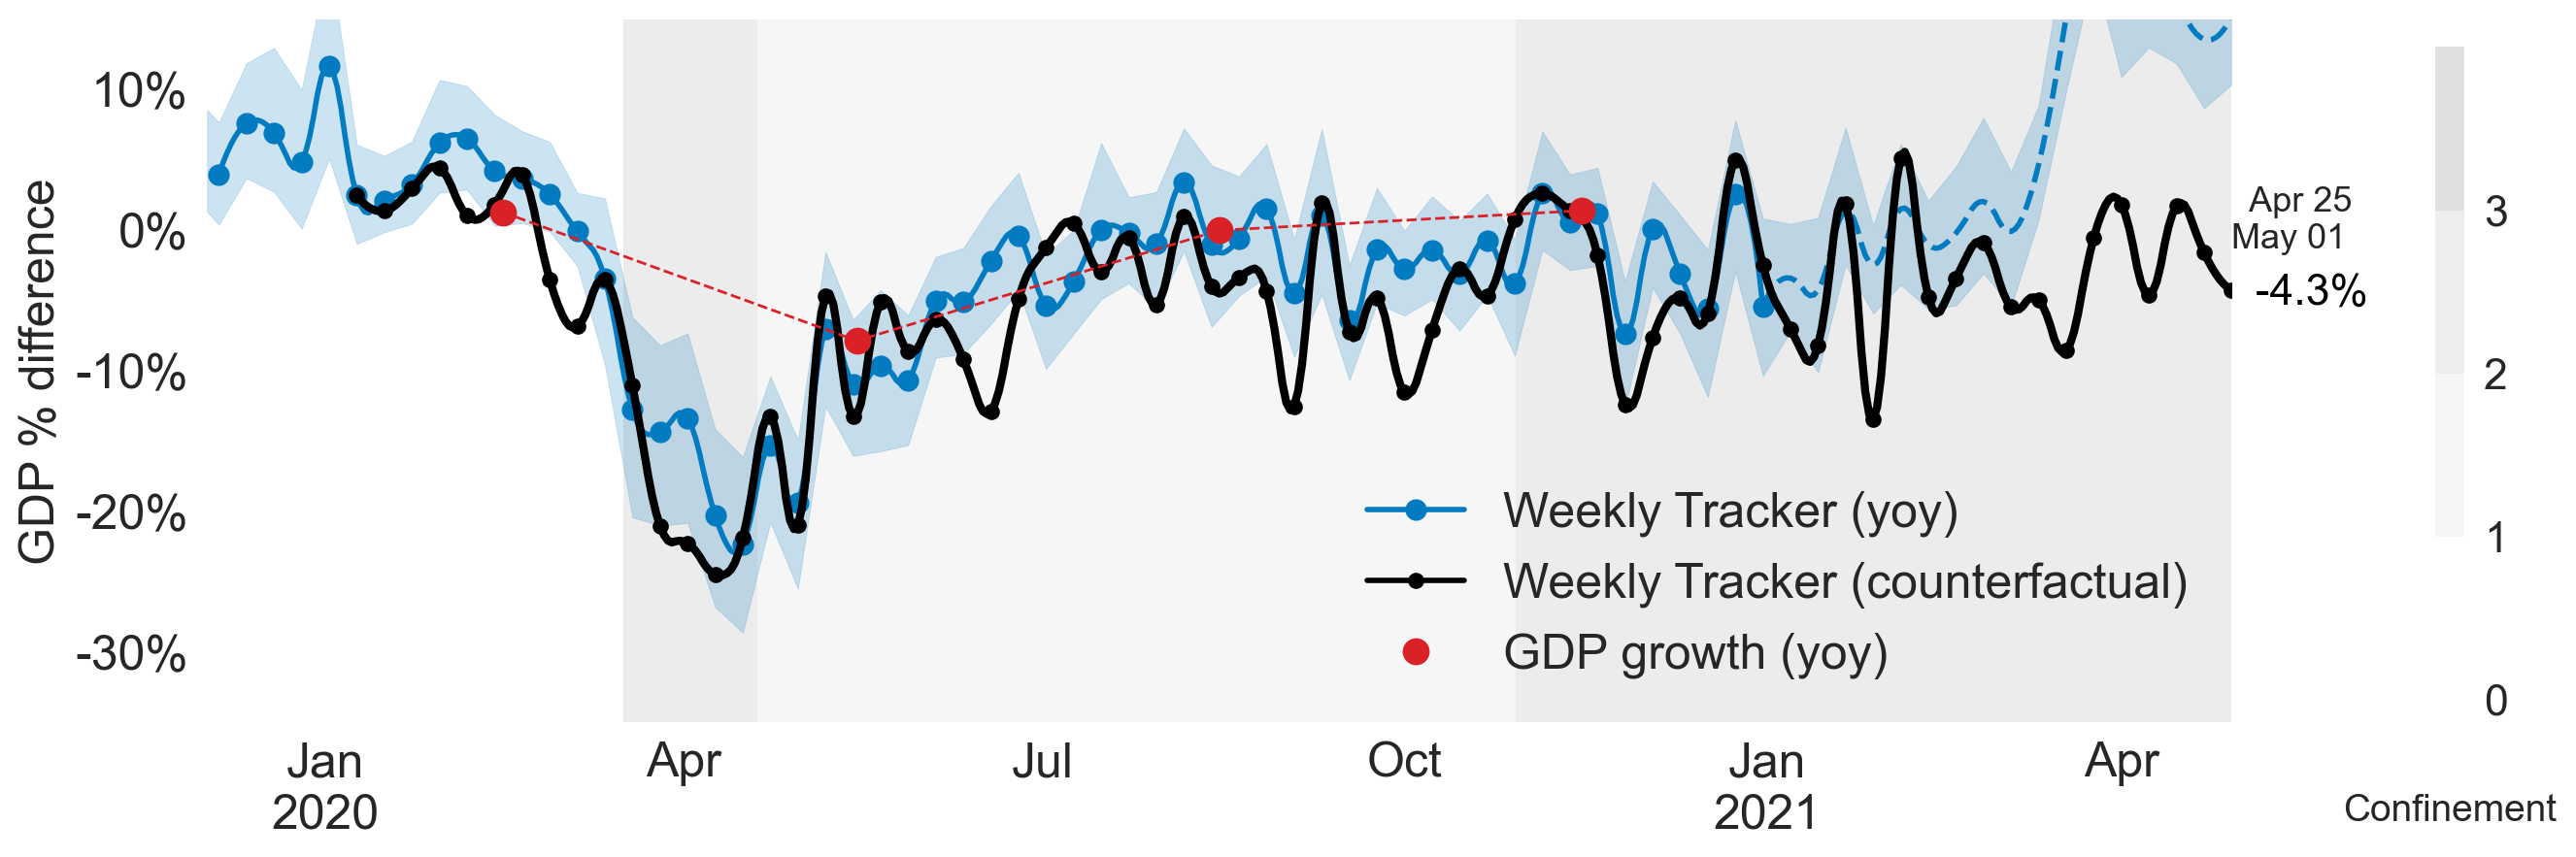 GDP % difference
10%
0%
-10%
-20%
-30%
Jan
2020
Apr
Jul
Oct
Jan
2021
Apr
Weekly Tracker (yoy)
Weekly Tracker (counterfactual)
GDP growth (yoy)
Apr 25
May 01
-4.3%
3
2
1
0
Confinement